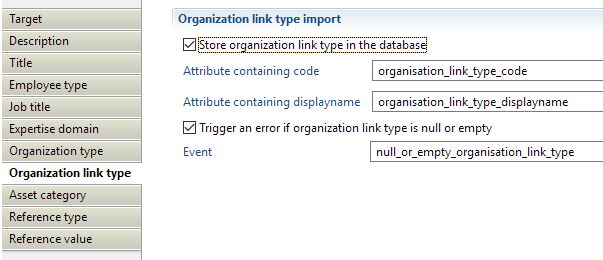 Target
Description
Title
Employee type
Job title
Expertise domain
Organization type
Organization link type
Asset category
Reference type
Reference value
Organization link type import
Store organization link type in the database
Attribute containing code organisation_link_type_code
Attribute containing displayname organisation_link_type_displayname
Trigger an error if organization link type is null or empty
Event null_or_empty_organisation_link_type